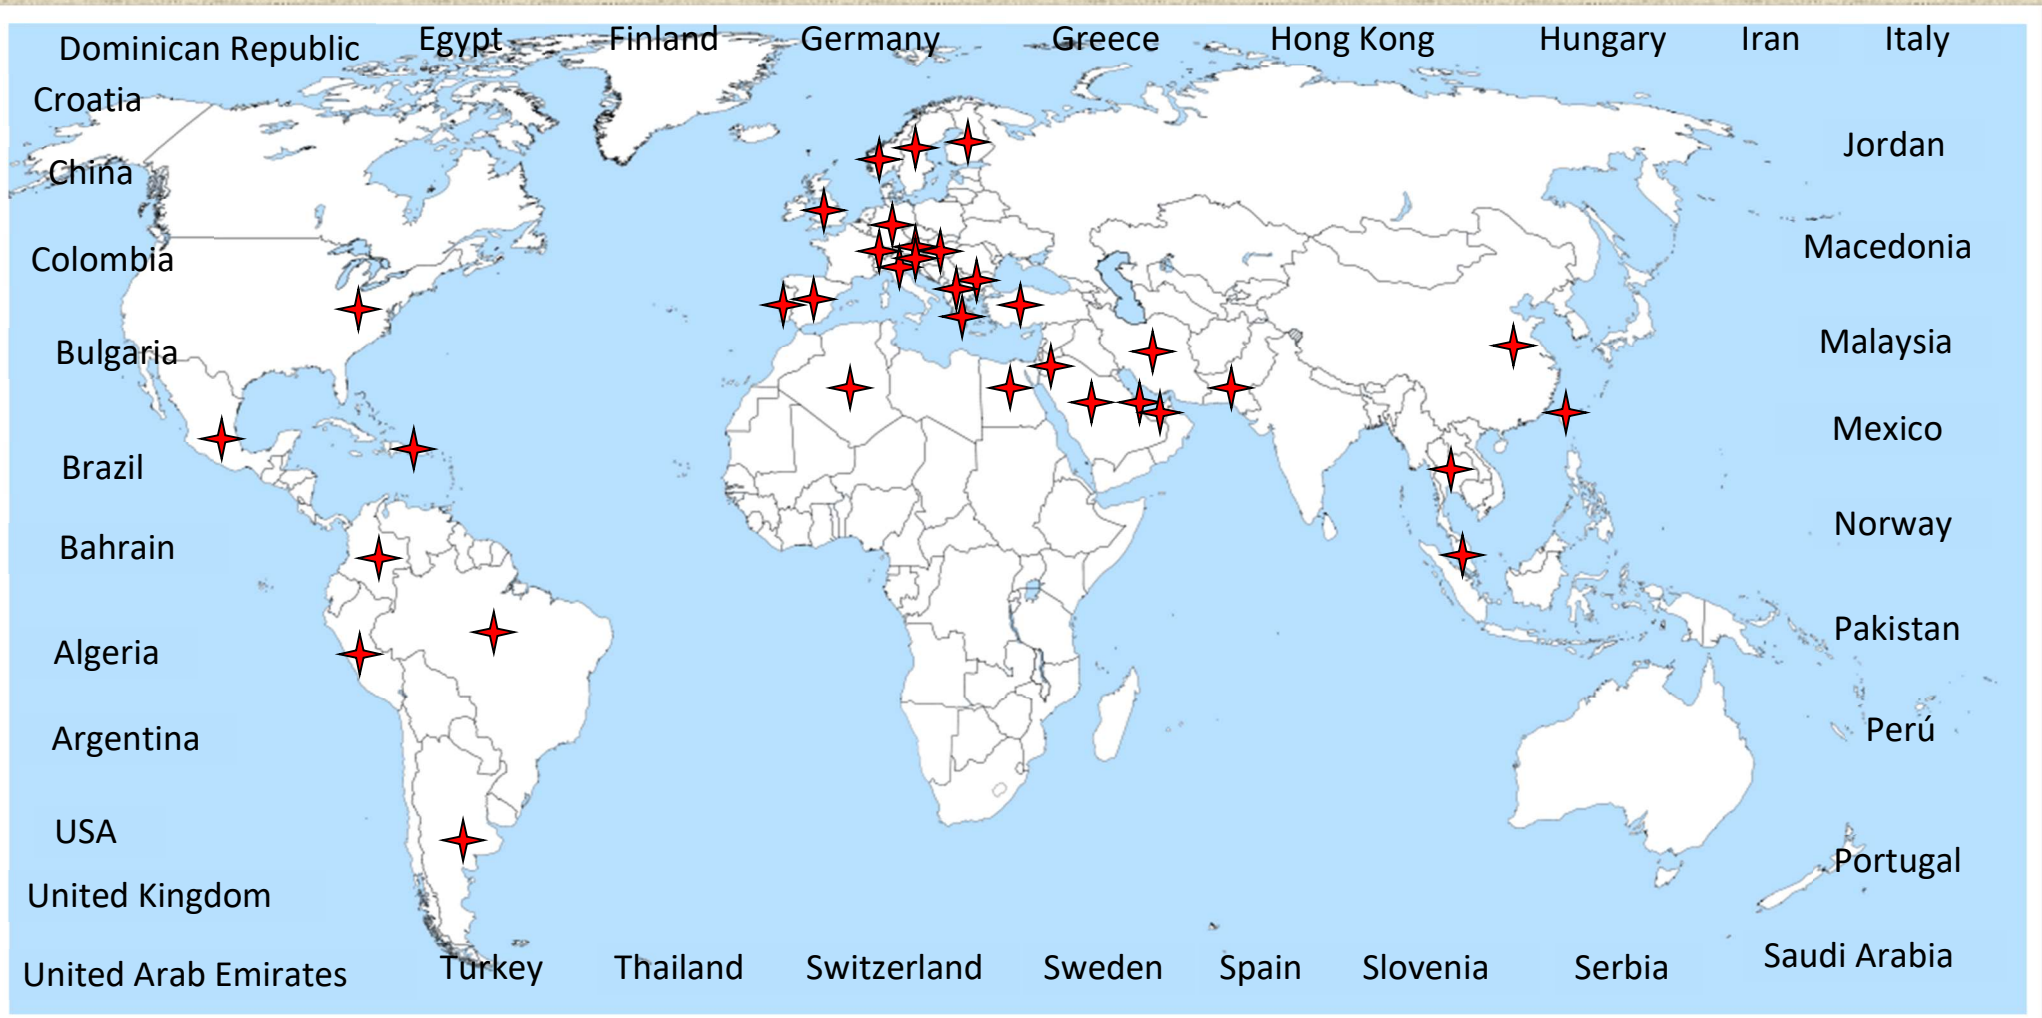 Dominican Republic Egypt Finland Germany Greece Hong Kong Hungary Iran Italy
Croatia
Jordan
China
Macedonia
Colombia
Malaysia
Bulgaria
Mexico
Brazil
Norway
Bahrain
Pakistan
Algeria
Perú
Argentina
USA
Portugal
United Kingdom
Saudi Arabia
United Arab Emirates Turkey Thailand Switzerland Sweden Spain Slovenia Serbia